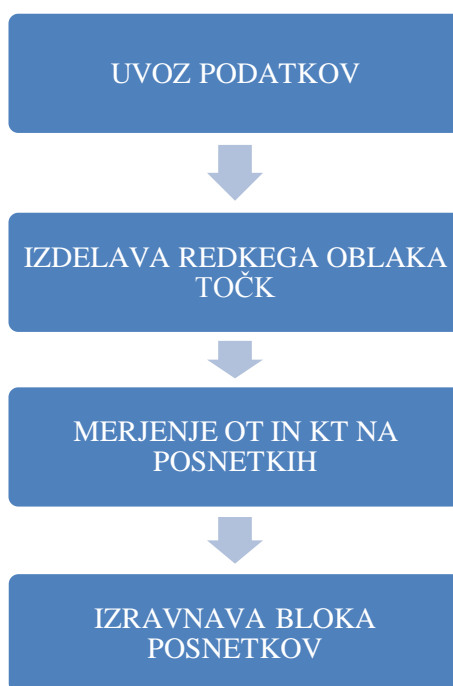 UVOZ PODATKOV
IZDELAVA REDKEGA OBLAKA
TOČK
MERJENJE OT IN KT NA
POSNETKIH
IZRAVNAVA BLOKA
POSNETKOV